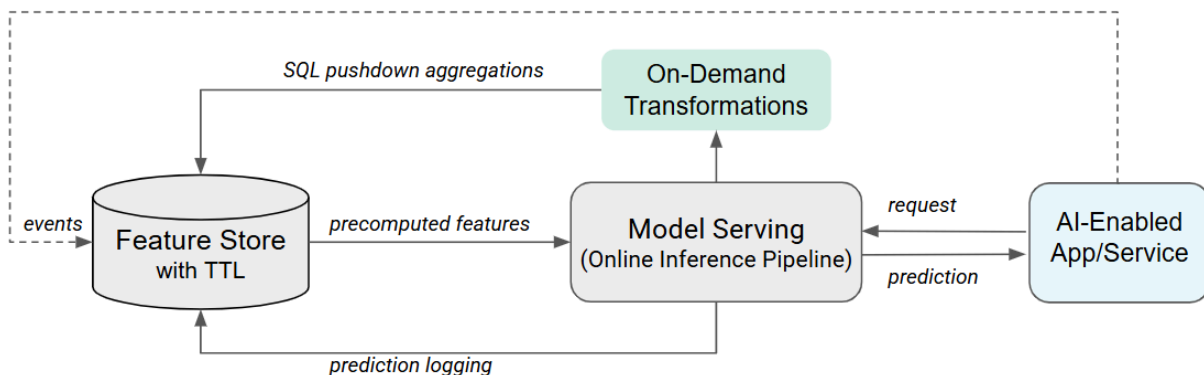 SQL pushdown aggregations
On-Demand
Transformations
events
Feature Store
with TTL
precomputed features
Model Serving
(Online Inference Pipeline)
request
prediction
AI-Enabled
App/Service
prediction logging